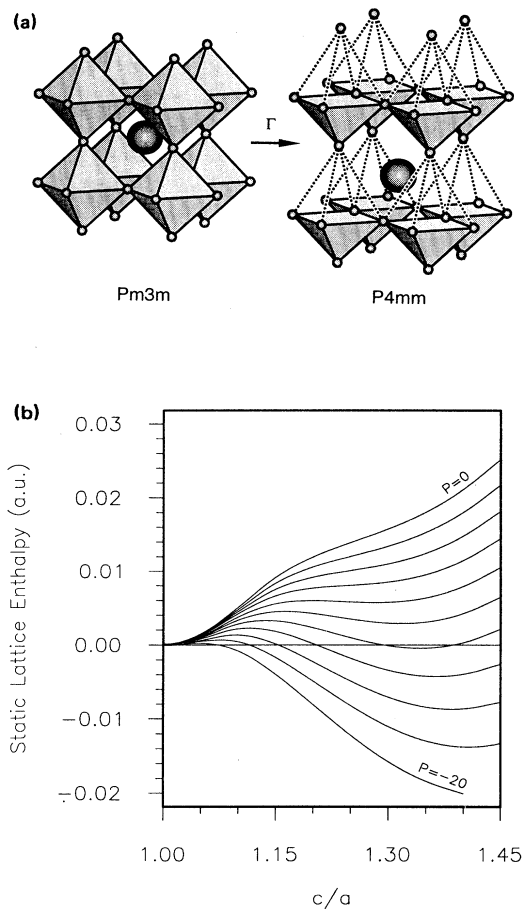 (a)
Γ
Pm3m
P4mm
(b)
Static Lattice Enthalpy (a.u.)
0.03
0.02
0.01
0.00
−0.01
−0.02
P=0
P=−20
1.00
1.15
1.30
1.45
c/a